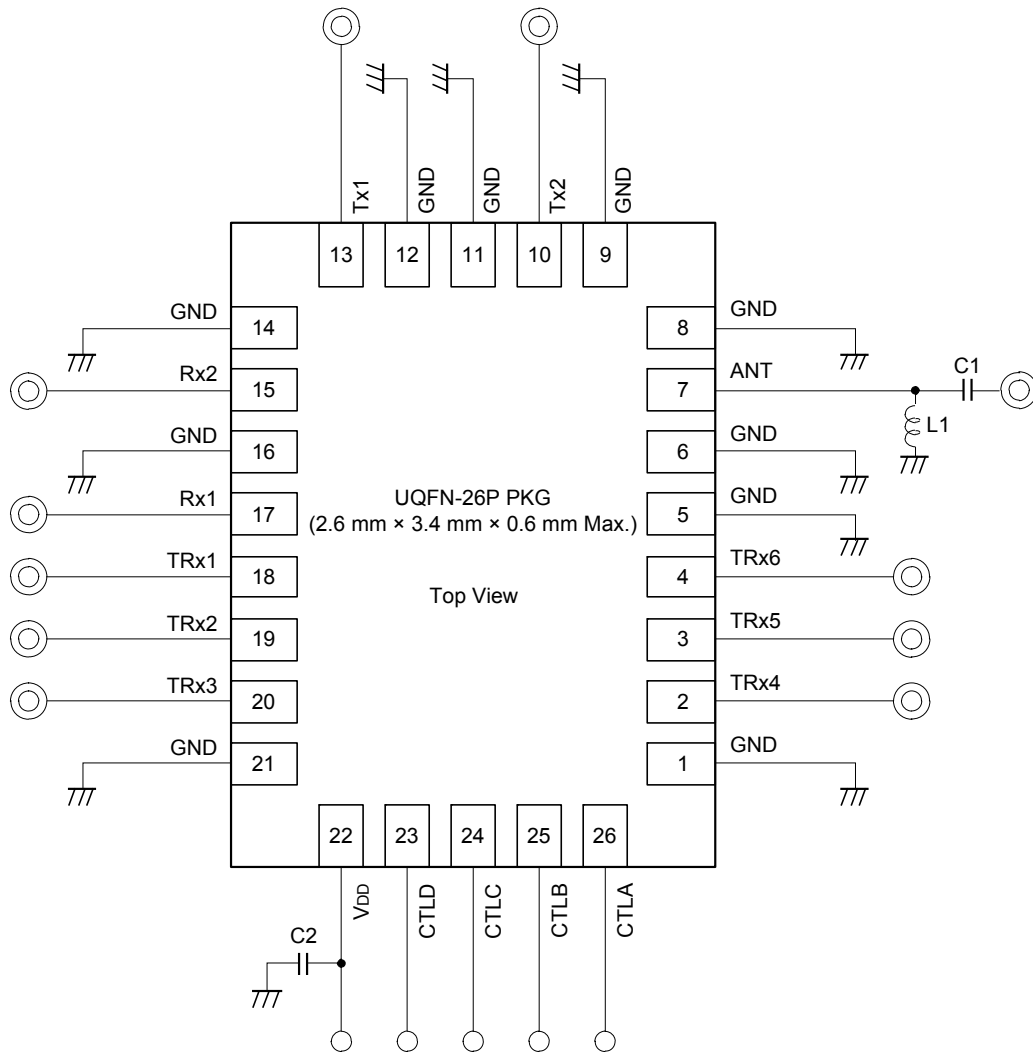 Tx1
GND
GND
Tx2
GND
13
12
11
10
9
GND
14
8
GND
Rx2
15
7
ANT
C1
L1
GND
16
6
GND
Rx1
17
UQFN-26P PKG
(2.6 mm × 3.4 mm × 0.6 mm Max.)
5
GND
TRx1
18
Top View
4
TRx6
TRx2
19
3
TRx5
TRx3
20
2
TRx4
GND
21
1
GND
22
23
24
25
26
VDD
CTLD
CTLC
CTLB
CTLA
C2